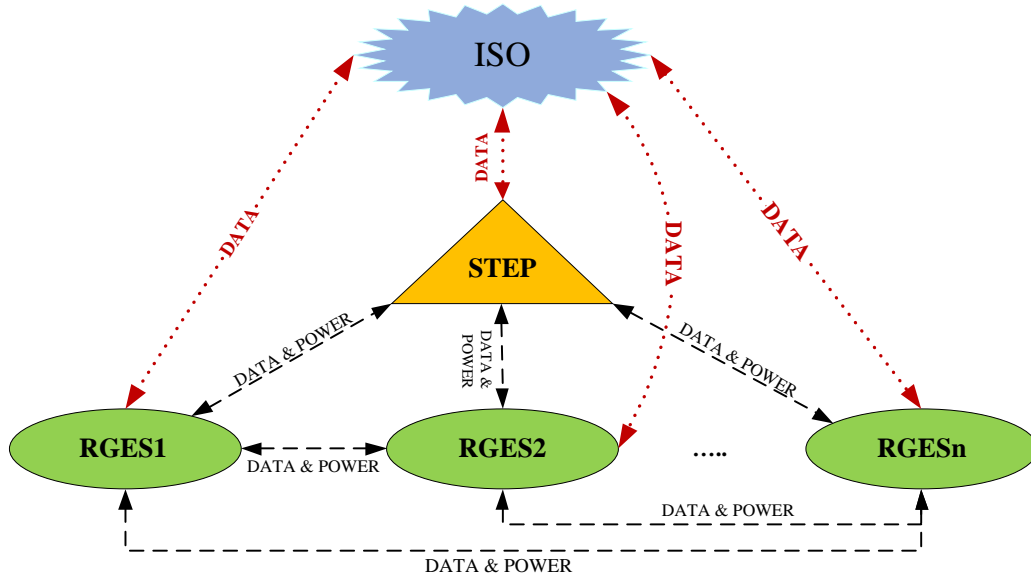 ISO
DATA
DATA
DATA
DATA
STEP
DATA & POWER
DATA &
POWER
DATA & POWER
RGES1
RGES2
.....
RGESn
DATA & POWER
DATA & POWER
DATA & POWER